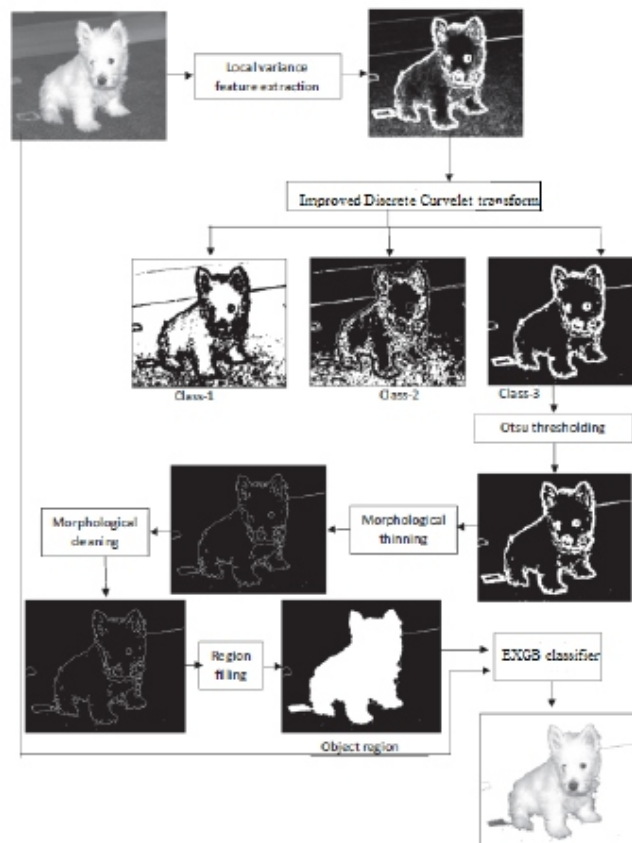 Local variance
feature extraction
Improved Discrete Curvelet transform
Class-1
Class-2
Class-3
Otsu thresholding
Morphological
thinning
Morphological
cleaning
Region
filling
Object region
EXGB classifier